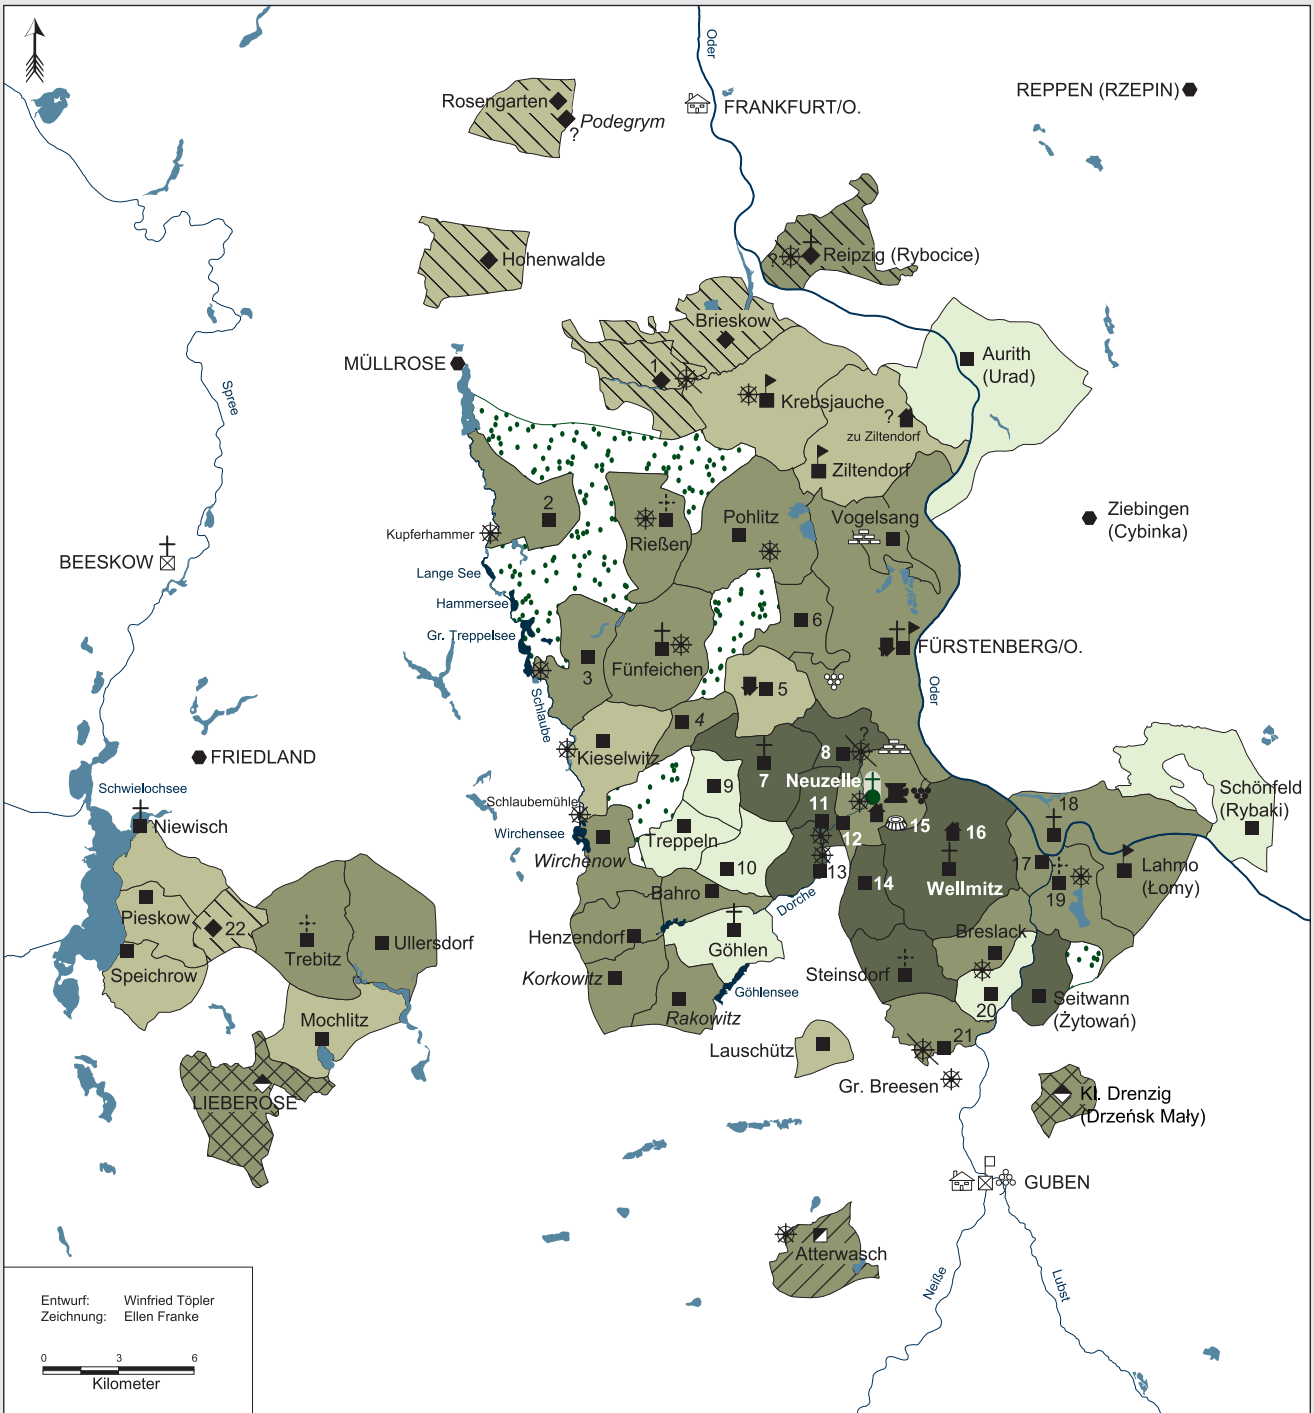 Oder
REPPEN (RZEPIN)
Rosengarten
FRANKFURT/O.
Podegrym
?
Hohenwalde
?
Reipzig (Rybocice)
Brieskow
MÜLLROSE
1
Aurith
(Urad)
Spree
Krebsjauche
?
zu Ziltendorf
Ziltendorf
2
Pohlitz
Vogelsang
Ziebingen
(Cybinka)
Kupferhammer
Rießen
BEESKOW
Lange See
Hammersee
Gr. Treppelsee
6
FÜRSTENBERG/O.
3
Fünfeichen
5
Oder
Schlaube
4
?
FRIEDLAND
Kieselwitz
8
7
Neuzelle
Schwielochsee
9
Schönfeld
(Rybaki)
Schlaubemühle
11
18
Niewisch
Wirchensee
Treppeln
12
15
16
Wirchenow
10
13
17
Lahmo
(Łomy)
Bahro
14
Wellmitz
19
Pieskow
Dorche
22
Henzendorf
Göhlen
Breslack
Ullersdorf
Trebitz
Speichrow
Korkowitz
Steinsdorf
Göhlensee
Seitwann
(Żytowań)
20
Rakowitz
Mochlitz
21
Lauschütz
Gr. Breesen
LIEBEROSE
Kl. Drenzig
(Drzeńsk Mały)
GUBEN
Atterwasch
Neiße
Lubst
Entwurf: Winfried Töpler
Zeichnung: Ellen Franke
0 3 6
Kilometer